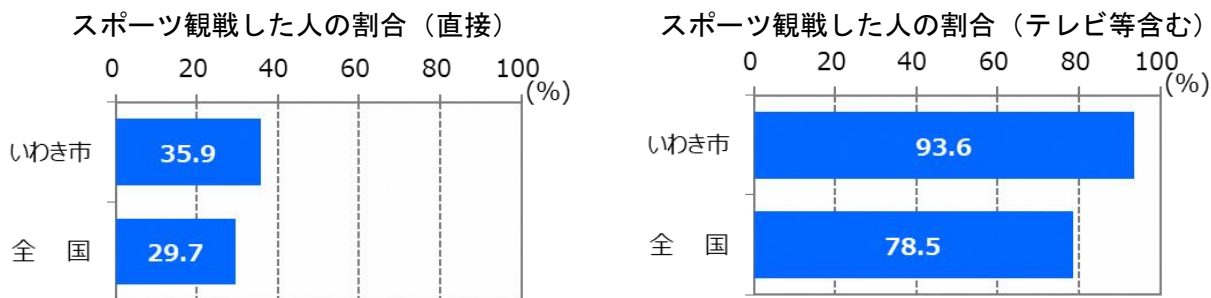 スポーツ観戦した人の割合（直接）
0 20 40 60 80 100
(%)
いわき市 35.9
全　国 29.7
スポーツ観戦した人の割合（テレビ等含む）
0 20 40 60 80 100
(%)
いわき市 93.6
全　国 78.5